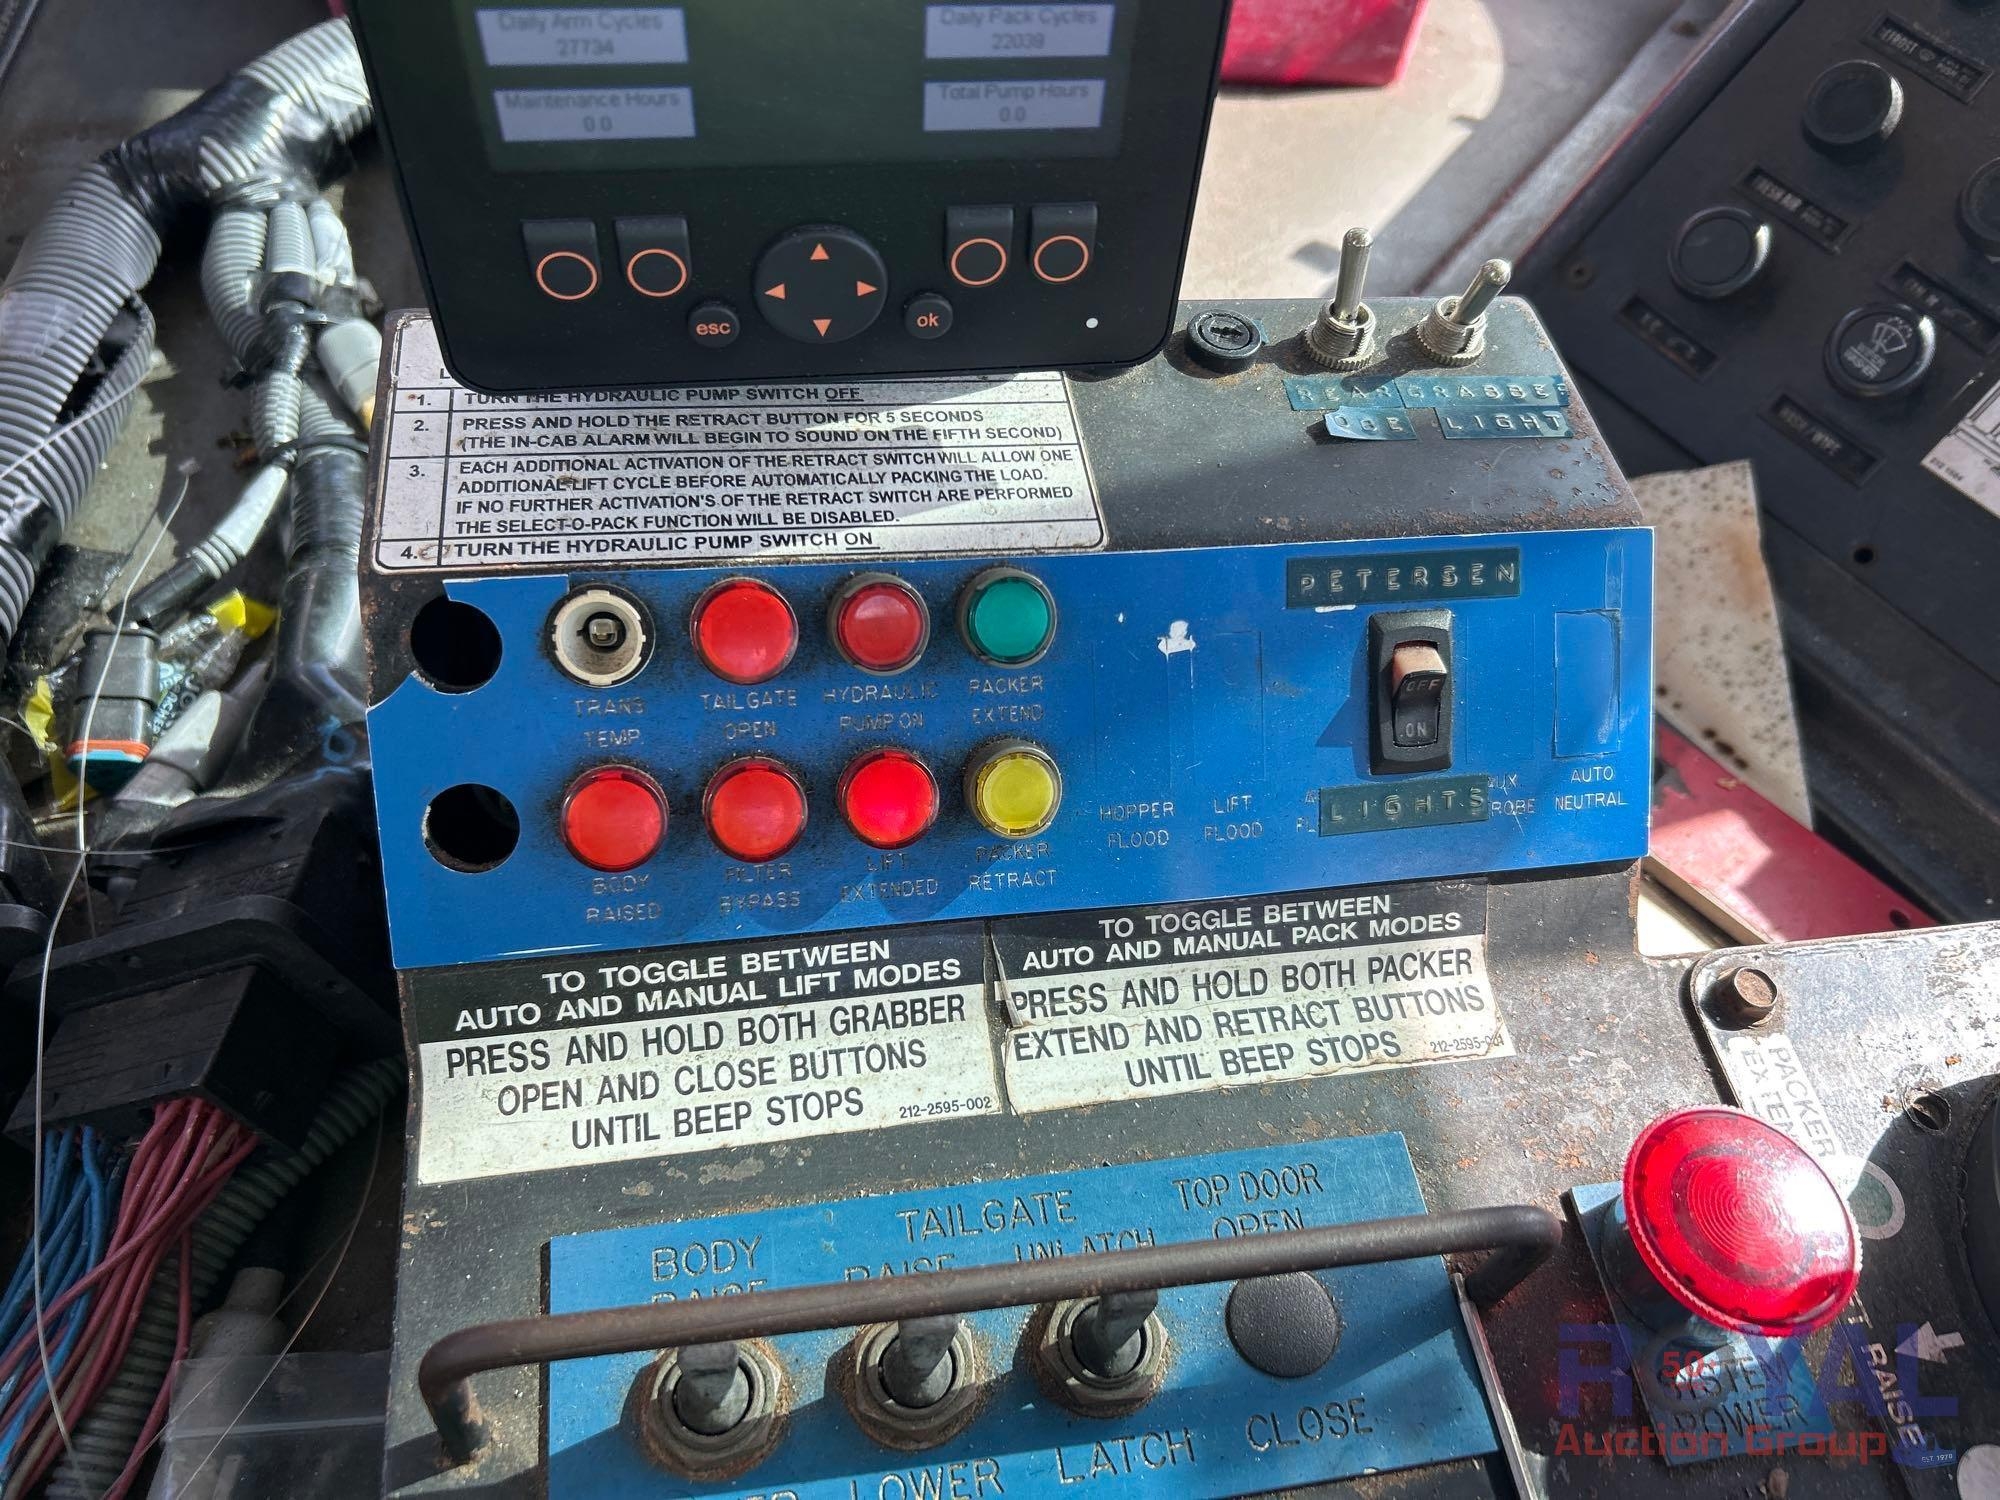 Daily Arm Cycles
27734
Daily Pack Cycles
22039
Maintenance Hours
0.0
Total Pump Hours
0.0
esc
ok
1. TURN THE HYDRAULIC PUMP SWITCH OFF
2. PRESS AND HOLD THE RETRACT BUTTON FOR 5 SECONDS
(THE IN-CAB ALARM WILL BEGIN TO SOUND ON THE FIFTH SECOND)
3. EACH ADDITIONAL ACTIVATION OF THE RETRACT SWITCH WILL ALLOW ONE
ADDITIONAL LIFT CYCLE BEFORE AUTOMATICALLY PACKING THE LOAD.
IF NO FURTHER ACTIVATION'S OF THE RETRACT SWITCH ARE PERFORMED
THE SELECT-O-PACK FUNCTION WILL BE DISABLED.
4. TURN THE HYDRAULIC PUMP SWITCH ON
REAR
GRABBER
LIGHT
PETERSEN
OFF
ON
LIGHTS
TRANS
TEMP
TAILGATE
OPEN
HYDRAULIC
PUMP ON
PACKER
EXTEND
BODY
RAISED
FILTER
BYPASS
LIFT
EXTENDED
PACKER
RETRACT
HOPPER
FLOOD
LIFT
FLOOD
AUTO
NEUTRAL
TO TOGGLE BETWEEN
AUTO AND MANUAL LIFT MODES
PRESS AND HOLD BOTH GRABBER
OPEN AND CLOSE BUTTONS
UNTIL BEEP STOPS
212-2595-002
TO TOGGLE BETWEEN
AUTO AND MANUAL PACK MODES
PRESS AND HOLD BOTH PACKER
EXTEND AND RETRACT BUTTONS
UNTIL BEEP STOPS
BODY
RAISE
TAILGATE
RAISE
UNLATCH
TOP DOOR
OPEN
LOWER
LATCH
CLOSE
PACKER
EXTEND
RAISE
POWER
ROYAL
Auction Group
EST. 1970